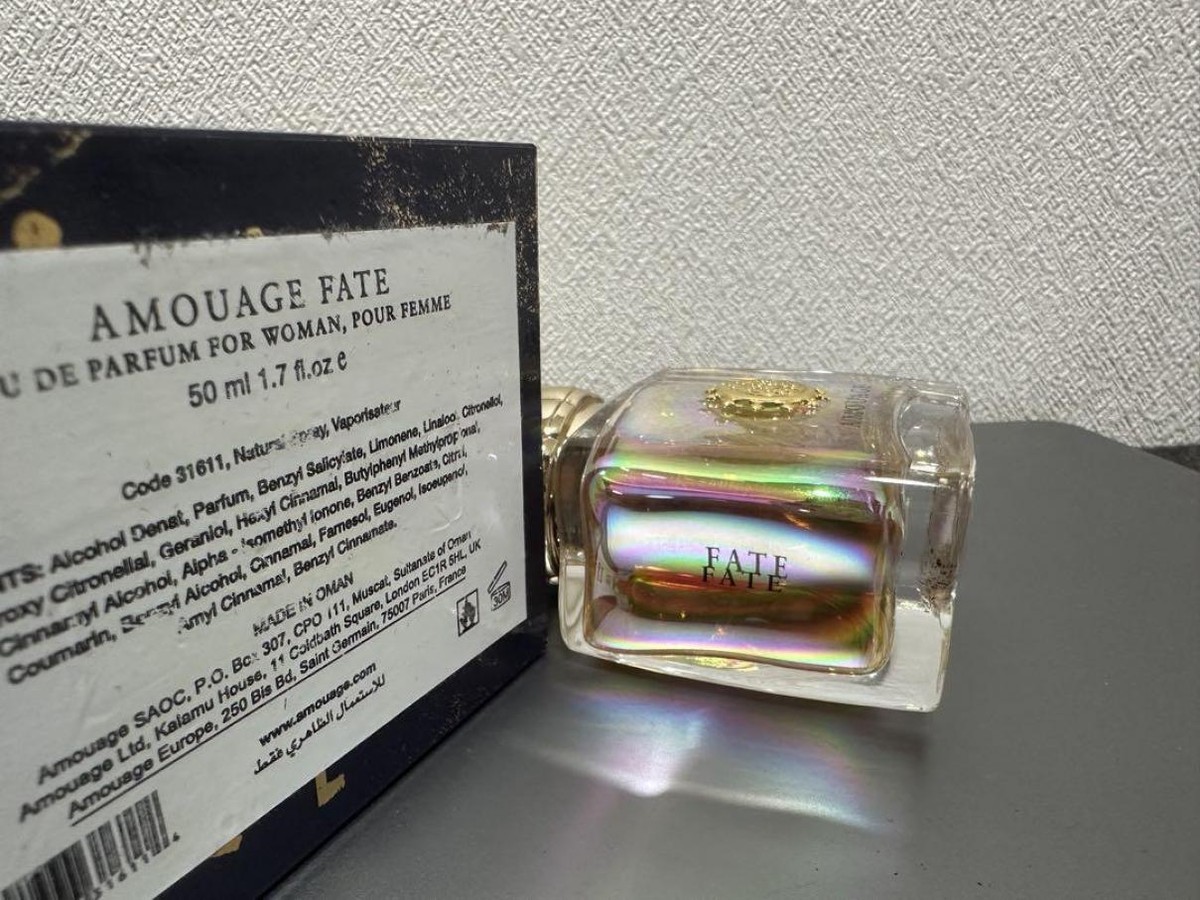 AMOUAGE FATE
U DE PARFUM FOR WOMAN, POUR FEMME
50 ml 1.7 fl.oz e
Code 31611, Natural Spray, Vaporisateur
NTS: Alcohol Denat, Parfum, Benzyl Salicylate, Limonene, Linalool, Citronellol,
roxy Citronellal, Geraniol, Hexyl Cinnamal, Butylphenyl Methylpropional,
Cinnamyl Alcohol, Alpha - Isomethyl Ionone, Benzyl Benzoate, Citral,
Coumarin, Benzyl Alcohol, Cinnamal, Farnesol, Eugenol, Isoeugenol,
Amyl Cinnamal, Benzyl Cinnamate.
MADE IN OMAN
Amouage SAOC, P.O. Box 307, CPO 111, Muscat, Sultanate of Oman
Amouage Ltd, Kalamu House, 11 Coldbath Square, London EC1R 5HL, UK
Amouage Europe, 250 Bis Bd, Saint Germain, 75007 Paris, France
30M
www.amouage.com
للاستعمال الظاهري فقط
FATE
FATE